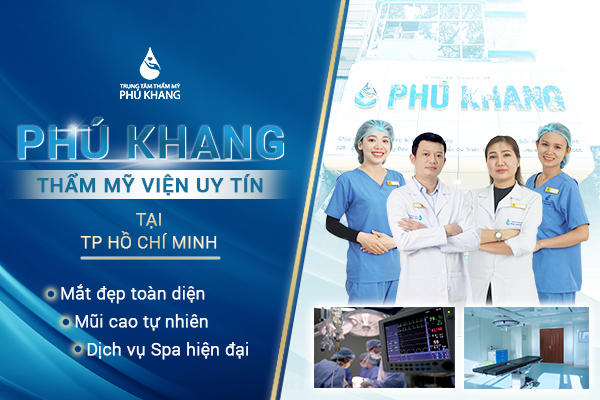 TRUNG TÂM THẨM MỸ
PHÚ KHANG
PHÚ KHANG
THẨM MỸ VIỆN UY TÍN
TẠI
TP HỒ CHÍ MINH
Mắt đẹp toàn diện
Mũi cao tự nhiên
Dịch vụ Spa hiện đại
PHÚ KHANG